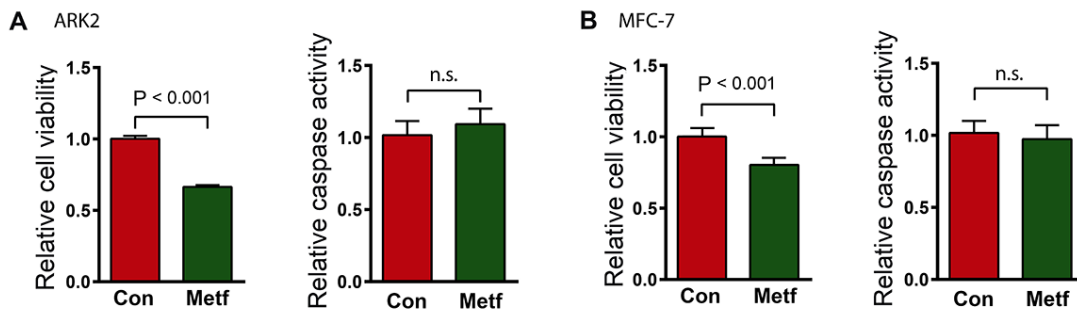 A ARK2
Relative cell viability
1.5
1.0
0.5
0.0
P < 0.001
Con Metf
Relative caspase activity
1.5
1.0
0.5
0.0
n.s.
Con Metf
B MFC-7
Relative cell viability
1.5
1.0
0.5
0.0
P < 0.001
Con Metf
Relative caspase activity
1.5
1.0
0.5
0.0
n.s.
Con Metf